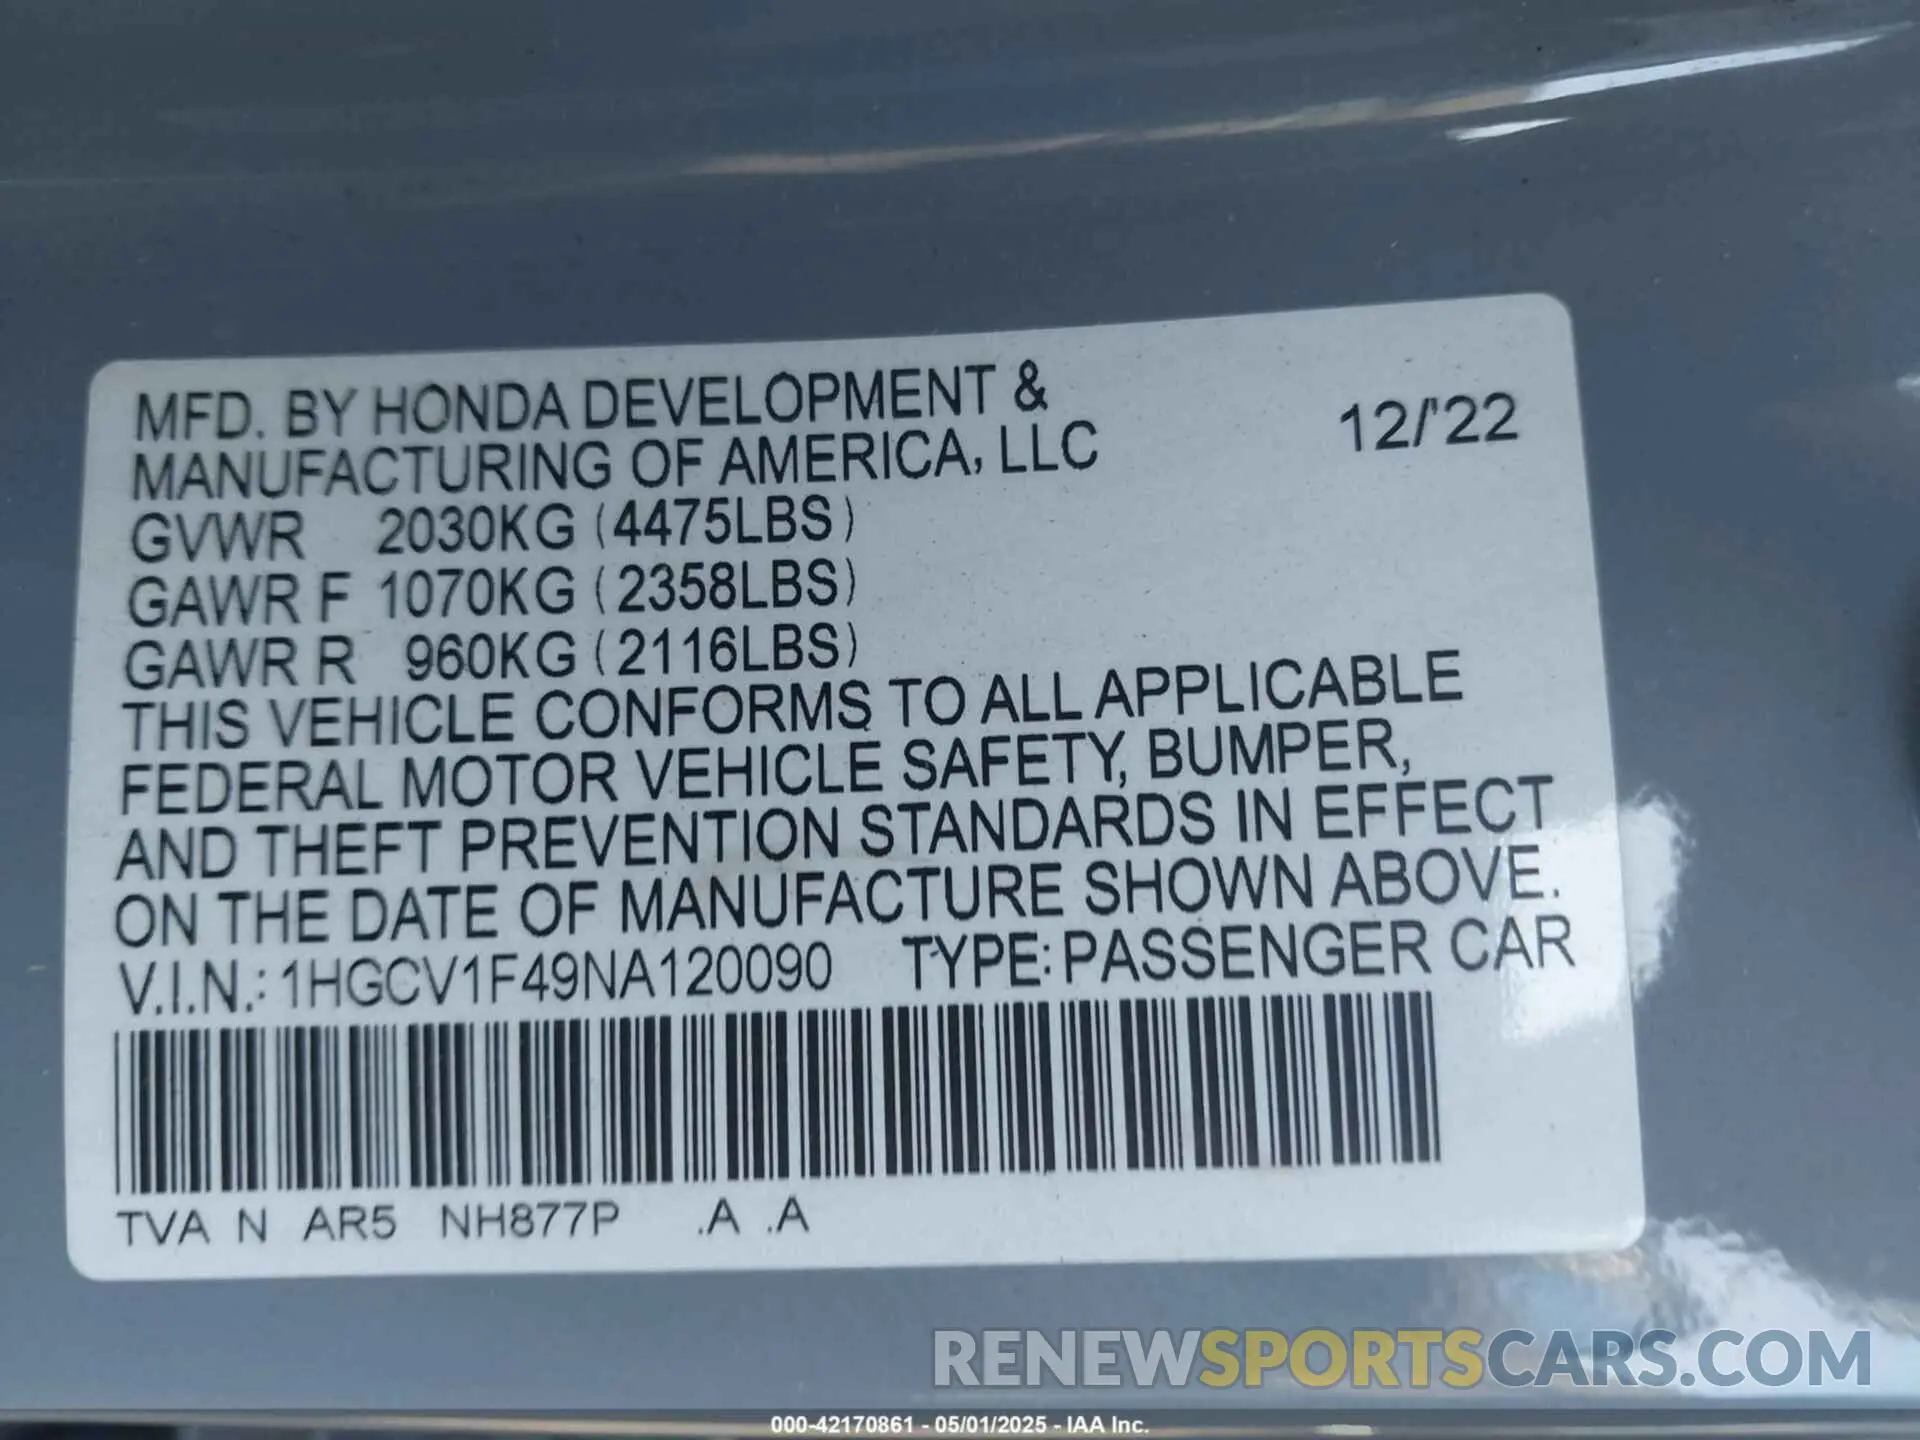 MFD. BY HONDA DEVELOPMENT &
MANUFACTURING OF AMERICA, LLC
12/'22
GVWR 2030KG (4475LBS)
GAWR F 1070KG (2358LBS)
GAWR R 960KG (2116LBS)
THIS VEHICLE CONFORMS TO ALL APPLICABLE
FEDERAL MOTOR VEHICLE SAFETY, BUMPER,
AND THEFT PREVENTION STANDARDS IN EFFECT
ON THE DATE OF MANUFACTURE SHOWN ABOVE.
V.I.N.: 1HGCV1F49NA120090 TYPE: PASSENGER CAR
TVA N AR5 NH877P .A .A
RENEWSPORTSCARS.COM
000-42170861 - 05/01/2025 - IAA Inc.